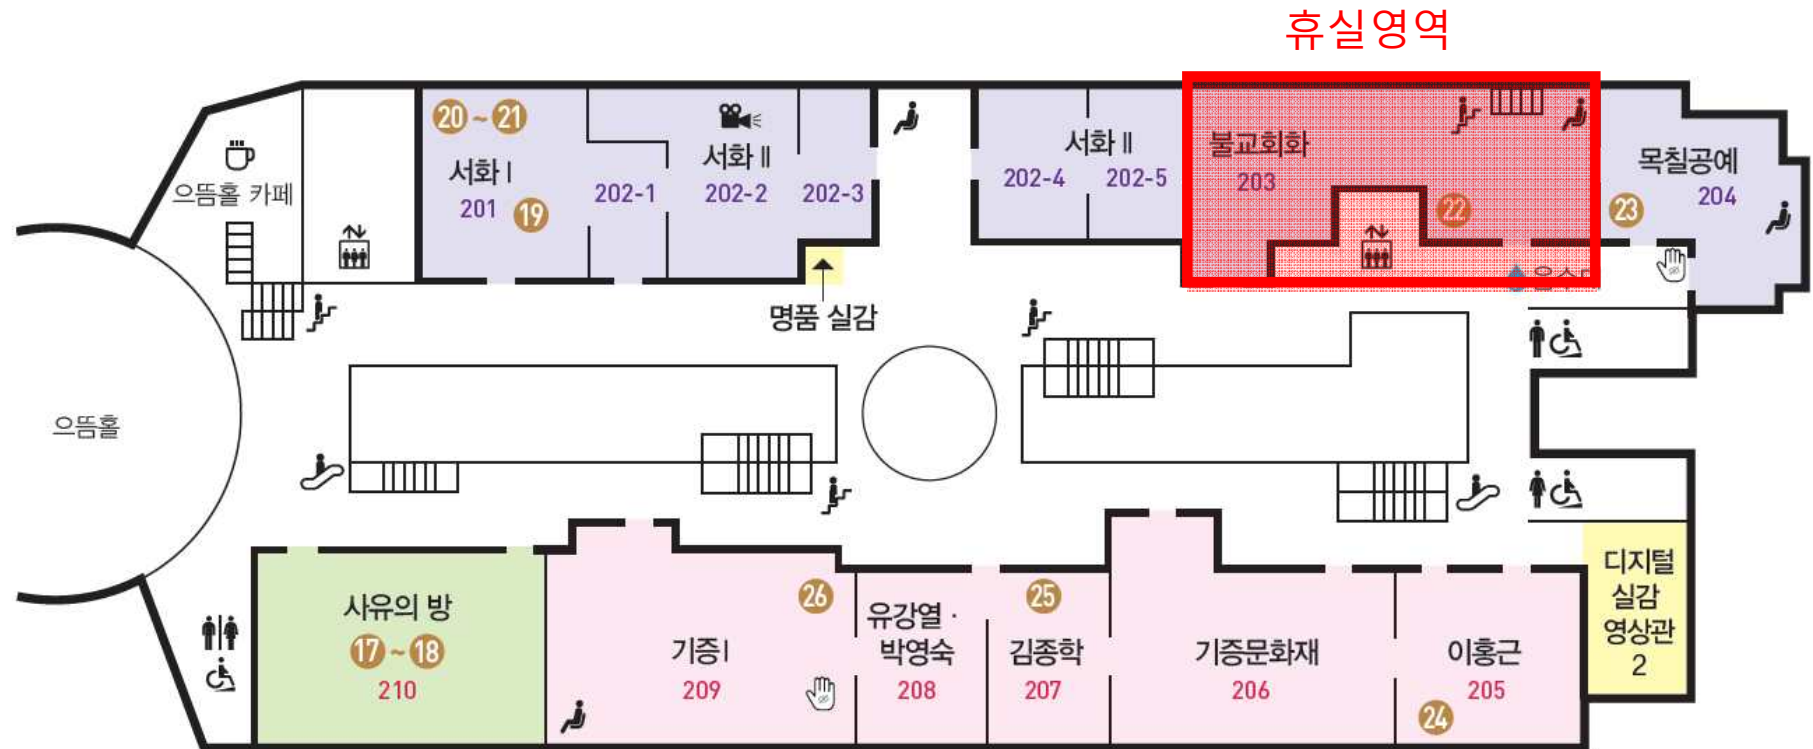 휴실영역
20 ~ 21
서화 Ⅰ
201
19
202-1
서화 Ⅱ
202-2
202-3
서화 Ⅱ
202-4
202-5
불교회화
203
22
23
목칠공예
204
으뜸홀 카페
명품 실감
으뜸홀
사유의 방
17 ~ 18
210
기증Ⅰ
209
26
유강열 ·
박영숙
208
25
김종학
207
기증문화재
206
이홍근
205
24
디지털
실감
영상관
2